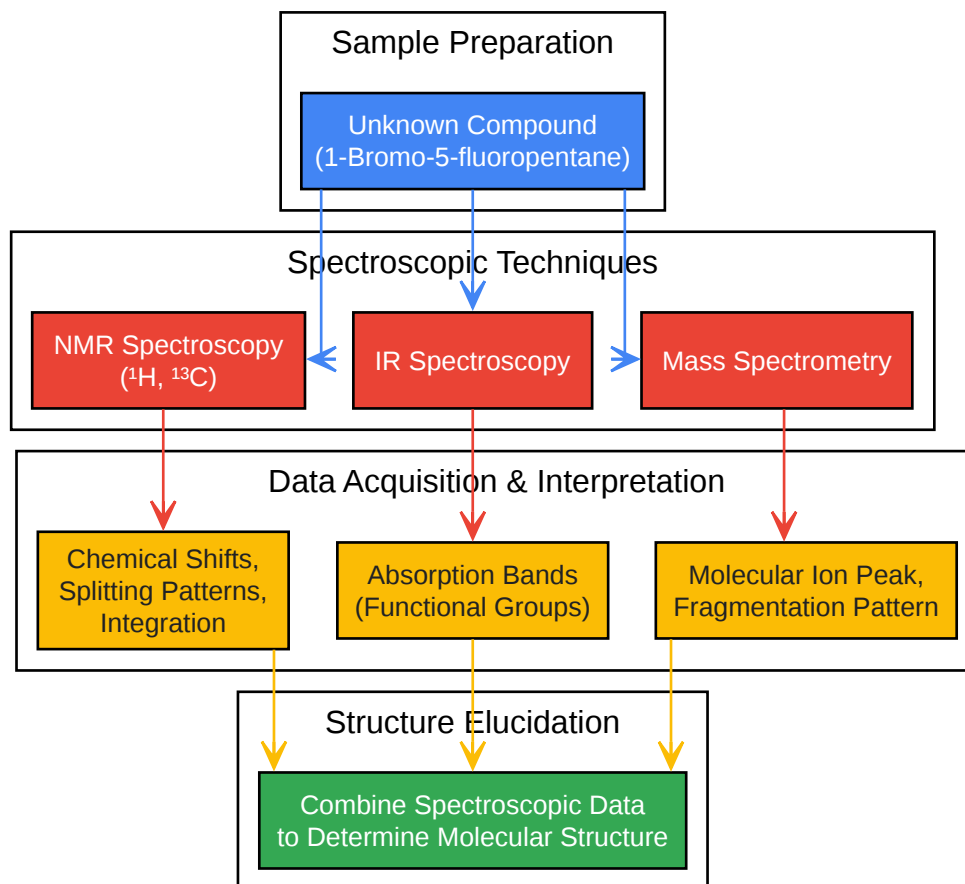 Sample Preparation
Unknown Compound
(1-Bromo-5-fluoropentane)
Spectroscopic Techniques
NMR Spectroscopy
(¹H, ¹³C)
IR Spectroscopy
Mass Spectrometry
Data Acquisition & Interpretation
Chemical Shifts,
Splitting Patterns,
Integration
Absorption Bands
(Functional Groups)
Molecular Ion Peak,
Fragmentation Pattern
Structure Elucidation
Combine Spectroscopic Data
to Determine Molecular Structure